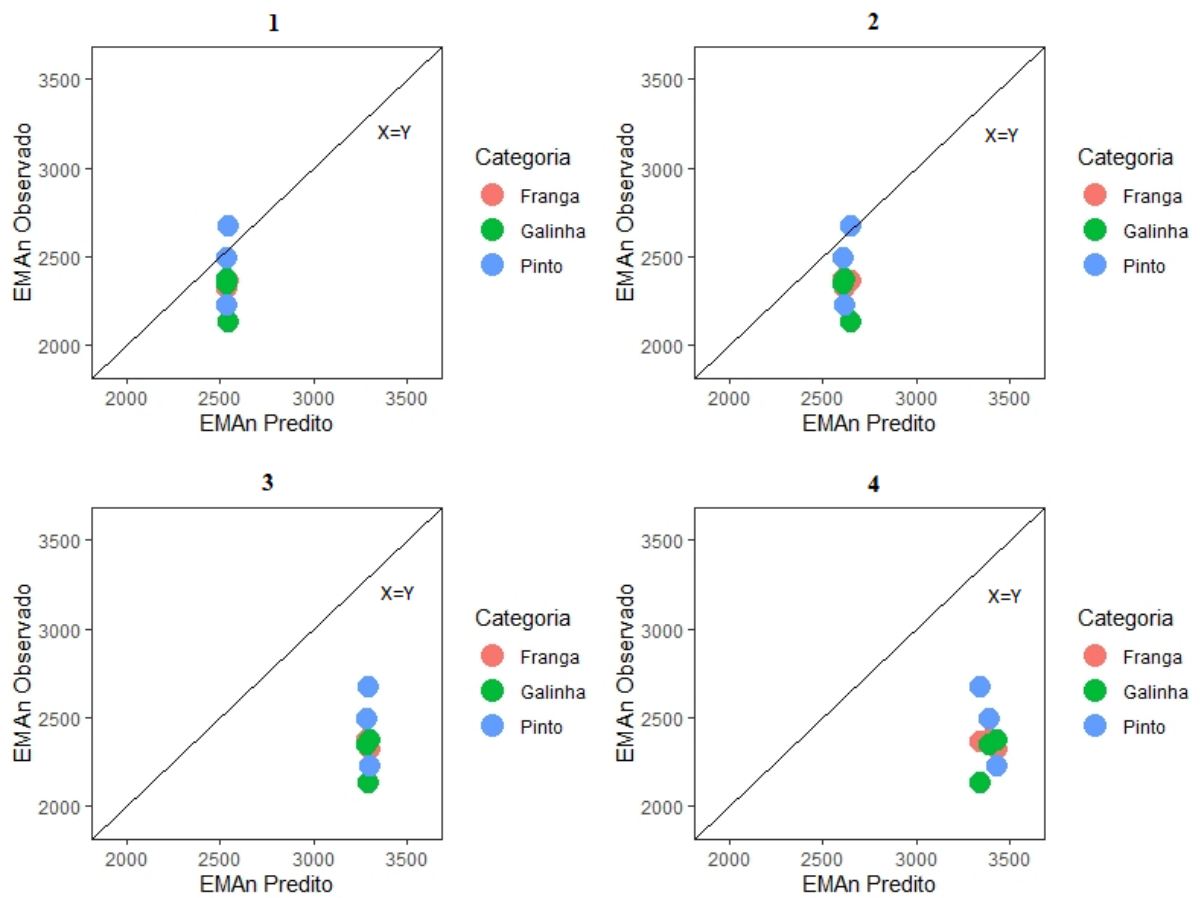 1
3500
3000
2500
2000
EMAn Observado
X=Y
2000 2500 3000 3500
EMAn Predito
Categoria
Franga
Galinha
Pinto
2
3500
3000
2500
2000
EMAn Observado
X=Y
2000 2500 3000 3500
EMAn Predito
Categoria
Franga
Galinha
Pinto
3
3500
3000
2500
2000
EMAn Observado
X=Y
2000 2500 3000 3500
EMAn Predito
Categoria
Franga
Galinha
Pinto
4
3500
3000
2500
2000
EMAn Observado
X=Y
2000 2500 3000 3500
EMAn Predito
Categoria
Franga
Galinha
Pinto